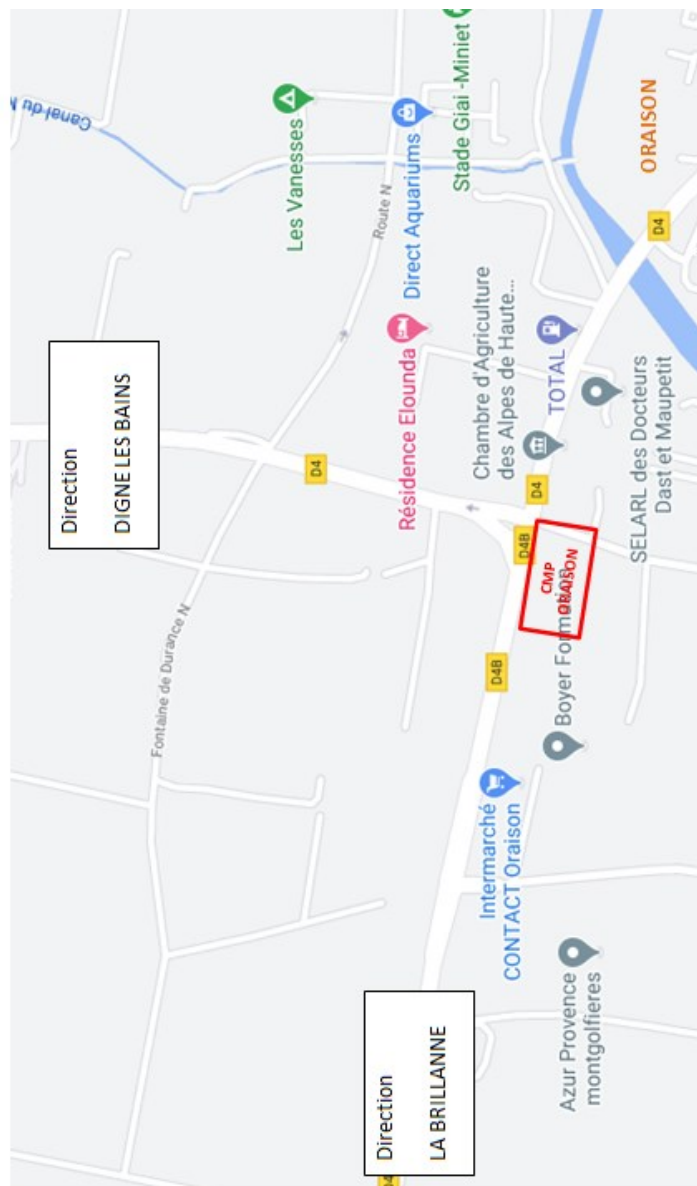 Canal du
Les Vanesses
Stade Giai -Miniet
Direct Aquariums
Route N
ORAISON
D4
Direction
DIGNE LES BAINS
Résidence Elounda
Chambre d'Agriculture
des Alpes de Haute...
TOTAL
D4
D4
SELARL des Docteurs
Dast et Maupetit
Fontaine de Durance N
D4B
CMP
ORAISON
D4B
Boyer Formation
Intermarché
CONTACT Oraison
Azur Provence
montgolfieres
Direction
LA BRILLANNE